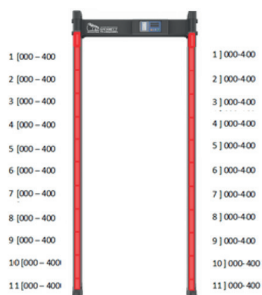 1 [000 – 400
2 [000 – 400
3 [000 – 400
4 [000 – 400
5 [000 – 400
6 [000 – 400
7 [000 – 400
8 [000 – 400
9 [000 – 400
10 [000 – 400
11 [000 – 400
1 ] 000-400
2 ] 000-400
3 ] 000-400
4 ] 000-400
5 ] 000-400
6 ] 000-400
7 ] 000-400
8 ] 000-400
9 ] 000-400
10 ] 000-400
11 ] 000-400